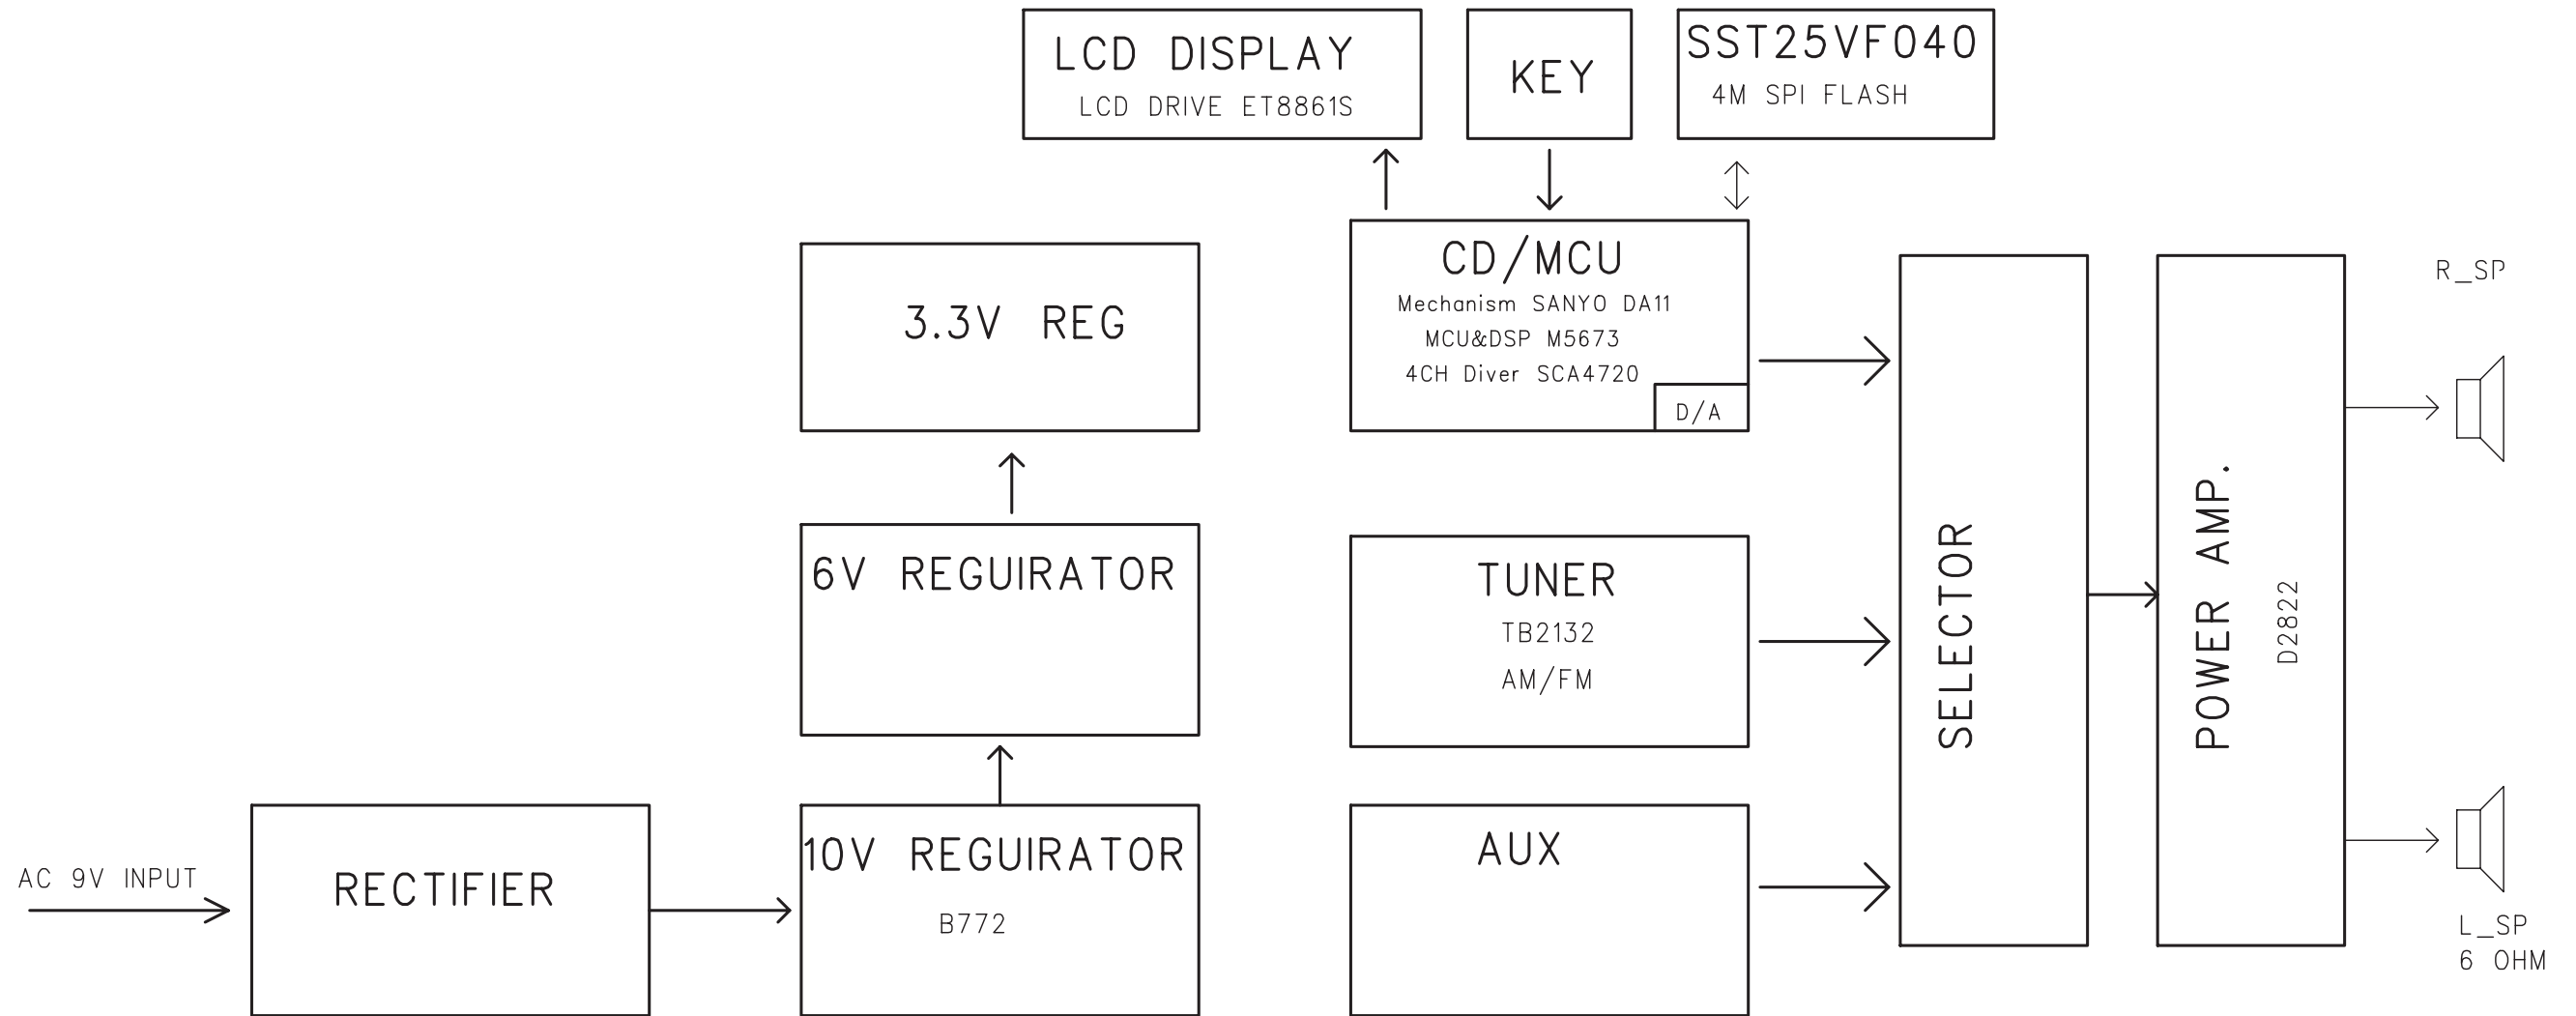 LCD DISPLAY
LCD DRIVE ET8861S
KEY
SST25VF040
4M SPI FLASH
3.3V REG
CD/MCU
Mechanism SANYO DA11
MCU&DSP M5673
4CH Diver SCA4720
D/A
R_SP
6V REGUIRATOR
TUNER
TB2132
AM/FM
SELECTOR
POWER AMP.
D2822
AC 9V INPUT
RECTIFIER
10V REGUIRATOR
B772
AUX
L_SP
6 OHM